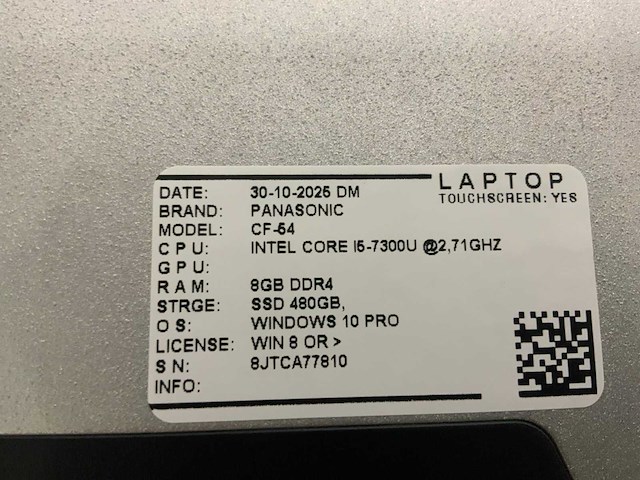 LAPTOP
TOUCHSCREEN: YES
DATE: 30-10-2025 DM
BRAND: PANASONIC
MODEL: CF-54
CPU: INTEL CORE I5-7300U @2,71GHZ
GPU:
RAM: 8GB DDR4
STRGE: SSD 480GB,
OS: WINDOWS 10 PRO
LICENSE: WIN 8 OR >
SN: 8JTCA77810
INFO: